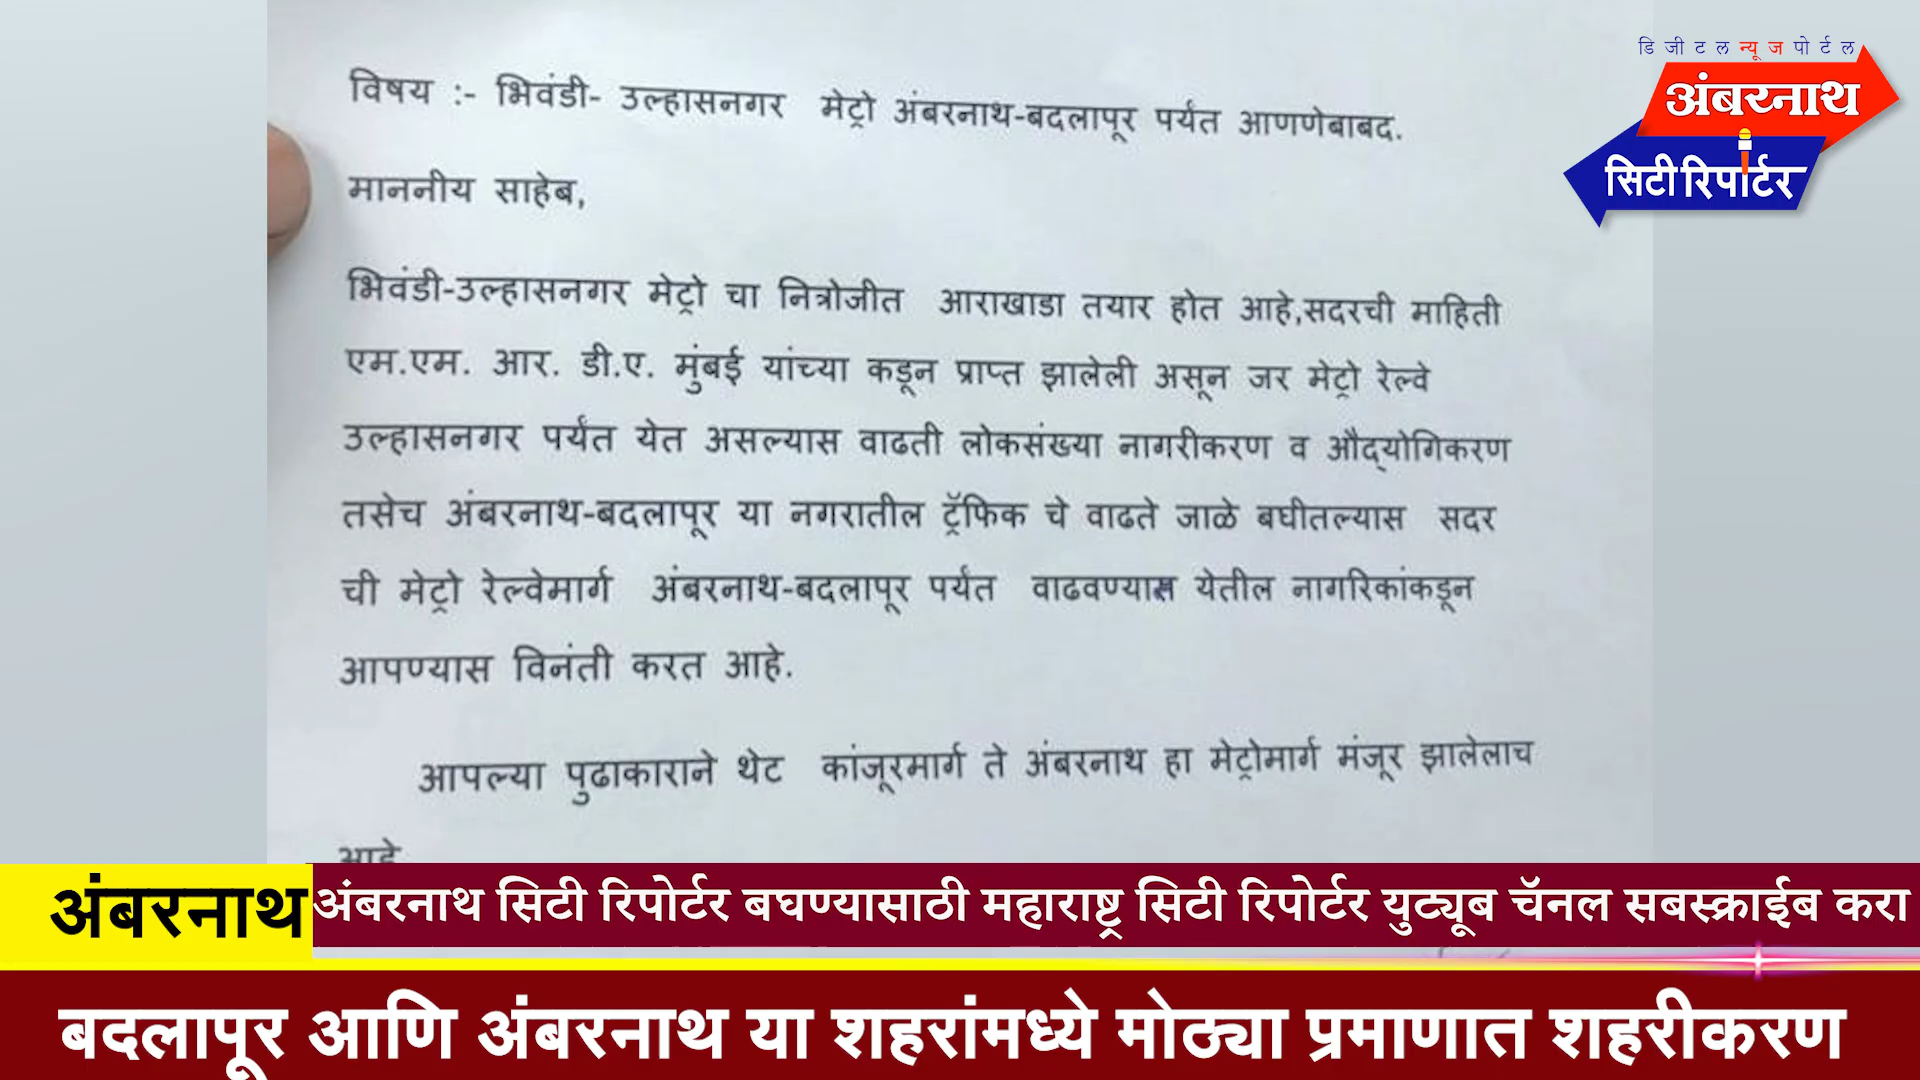 डिजीटल न्यूज पोर्टल
अंबरनाथ
सिटी रिपोर्टर
विषय :- भिवंडी- उल्हासनगर मेट्रो अंबरनाथ-बदलापूर पर्यंत आणणेबाबद.
माननीय साहेब,
भिवंडी-उल्हासनगर मेट्रो चा नित्रोजीत आराखाडा तयार होत आहे,सदरची माहिती
एम.एम. आर. डी.ए. मुंबई यांच्या कडून प्राप्त झालेली असून जर मेट्रो रेल्वे
उल्हासनगर पर्यंत येत असल्यास वाढती लोकसंख्या नागरीकरण व औद्योगिकरण
तसेच अंबरनाथ-बदलापूर या नगरातील ट्रॅफिक चे वाढते जाळे बघीतल्यास सदर
ची मेट्रो रेल्वेमार्ग अंबरनाथ-बदलापूर पर्यंत वाढवण्यास येतील नागरिकांकडून
आपण्यास विनंती करत आहे.
आपल्या पुढाकाराने थेट कांजूरमार्ग ते अंबरनाथ हा मेट्रोमार्ग मंजूर झालेलाच
आहे
अंबरनाथ
अंबरनाथ सिटी रिपोर्टर बघण्यासाठी महाराष्ट्र सिटी रिपोर्टर युट्यूब चॅनल सबस्क्राईब करा
बदलापूर आणि अंबरनाथ या शहरांमध्ये मोठ्या प्रमाणात शहरीकरण